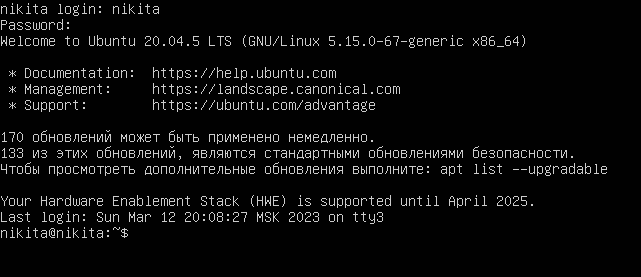 nikita login: nikita
Password:
Welcome to Ubuntu 20.04.5 LTS (GNU/Linux 5.15.0-67-generic x86_64)
* Documentation:  https://help.ubuntu.com
* Management:     https://landscape.canonical.com
* Support:        https://ubuntu.com/advantage
170 обновлений может быть применено немедленно.
133 из этих обновлений, являются стандартными обновлениями безопасности.
Чтобы просмотреть дополнительные обновления выполните: apt list --upgradable
Your Hardware Enablement Stack (HWE) is supported until April 2025.
Last login: Sun Mar 12 20:08:27 MSK 2023 on tty3
nikita@nikita:~$